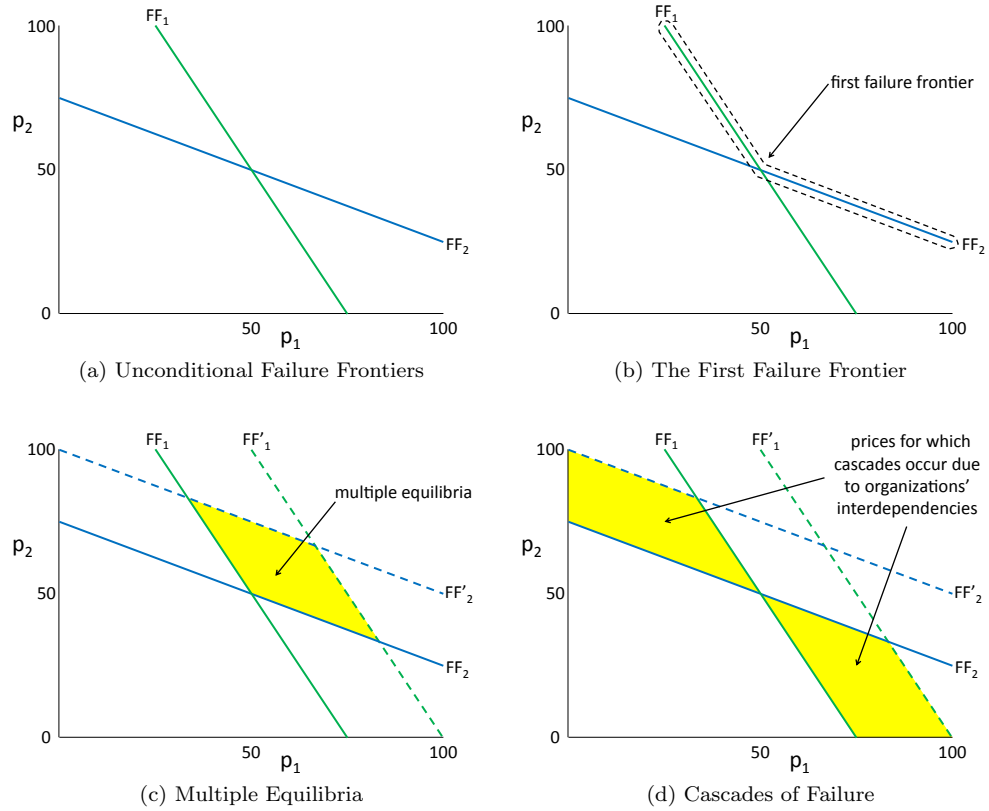 FF1
100
p2
50
FF2
0
50
100
p1
(a) Unconditional Failure Frontiers
FF1
100
first failure frontier
p2
50
FF2
0
50
100
p1
(b) The First Failure Frontier
FF1
FF'1
100
multiple equilibria
p2
50
FF'2
FF2
0
50
100
p1
(c) Multiple Equilibria
FF1
FF'1
100
prices for which
cascades occur due
to organizations'
interdependencies
p2
50
FF'2
FF2
0
50
100
p1
(d) Cascades of Failure